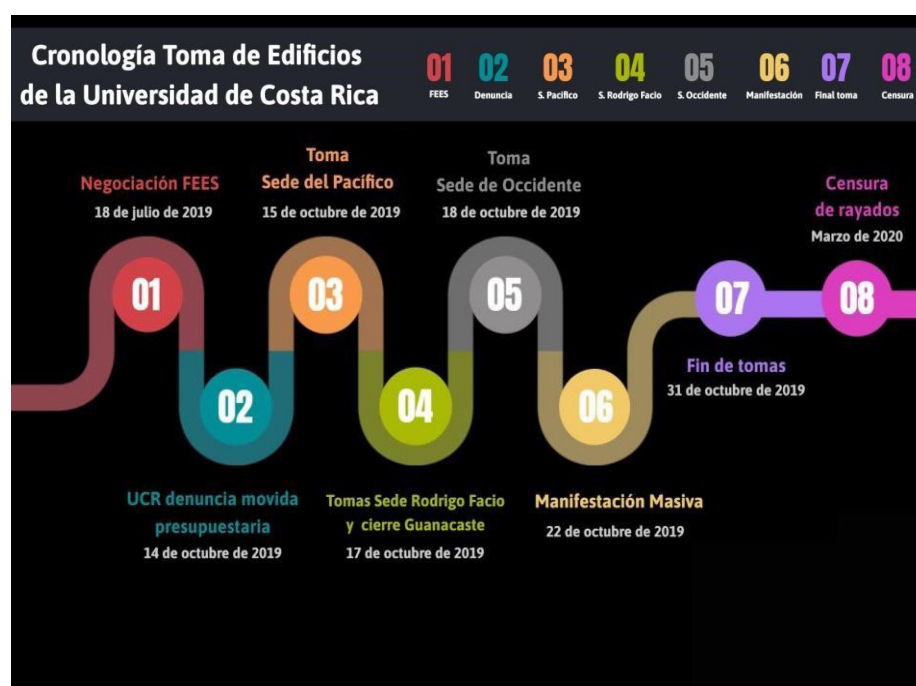 Cronología Toma de Edificios
de la Universidad de Costa Rica
01 02 03 04 05 06 07 08
FEES Denuncia S. Pacífico S. Rodrigo Facio S. Occidente Manifestación Final toma Censura
Negociación FEES
18 de julio de 2019
01
UCR denuncia movida
presupuestaria
14 de octubre de 2019
02
Toma
Sede del Pacífico
15 de octubre de 2019
03
Tomas Sede Rodrigo Facio
y cierre Guanacaste
17 de octubre de 2019
04
Toma
Sede de Occidente
18 de octubre de 2019
05
Manifestación Masiva
22 de octubre de 2019
06
07
Fin de tomas
31 de octubre de 2019
Censura
de rayados
Marzo de 2020
08